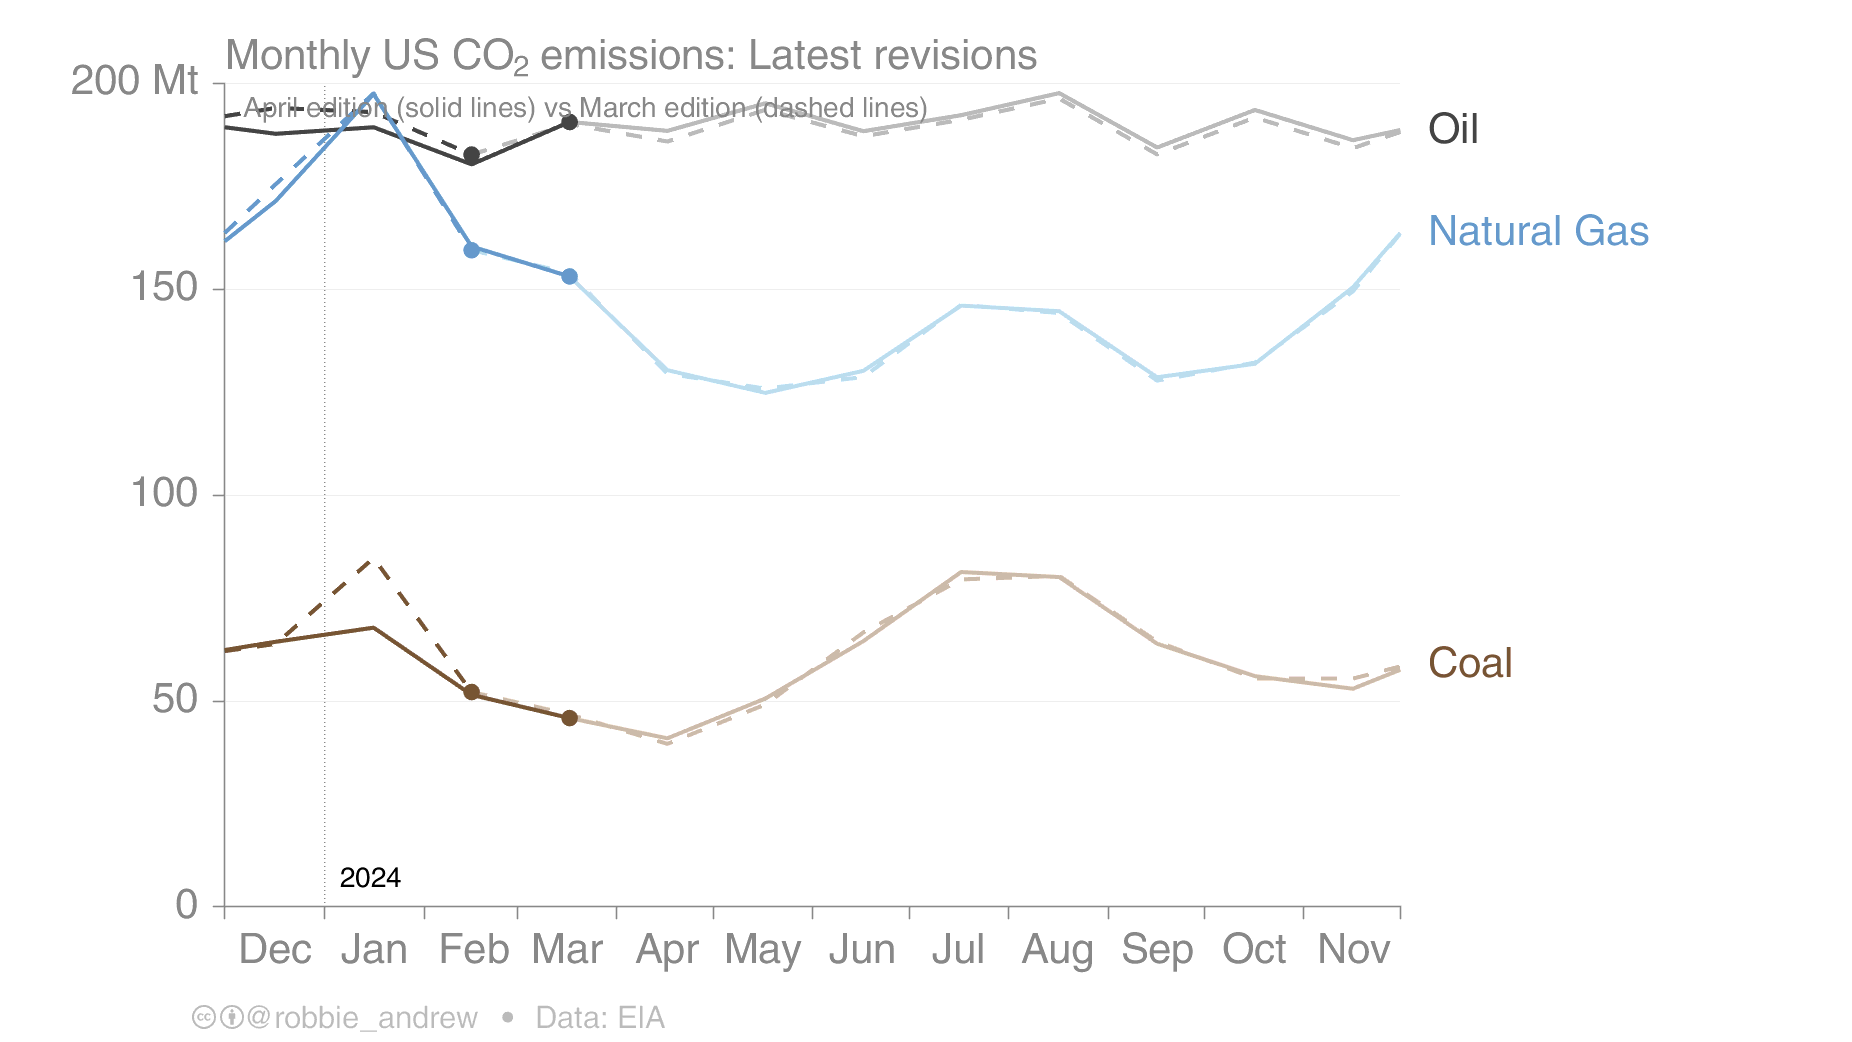 Monthly US CO₂ emissions: Latest revisions
200 Mt
April edition (solid lines) vs March edition (dashed lines)
Oil
Natural Gas
150
100
Coal
50
2024
0
Dec Jan Feb Mar Apr May Jun Jul Aug Sep Oct Nov
cc @robbie_andrew • Data: EIA